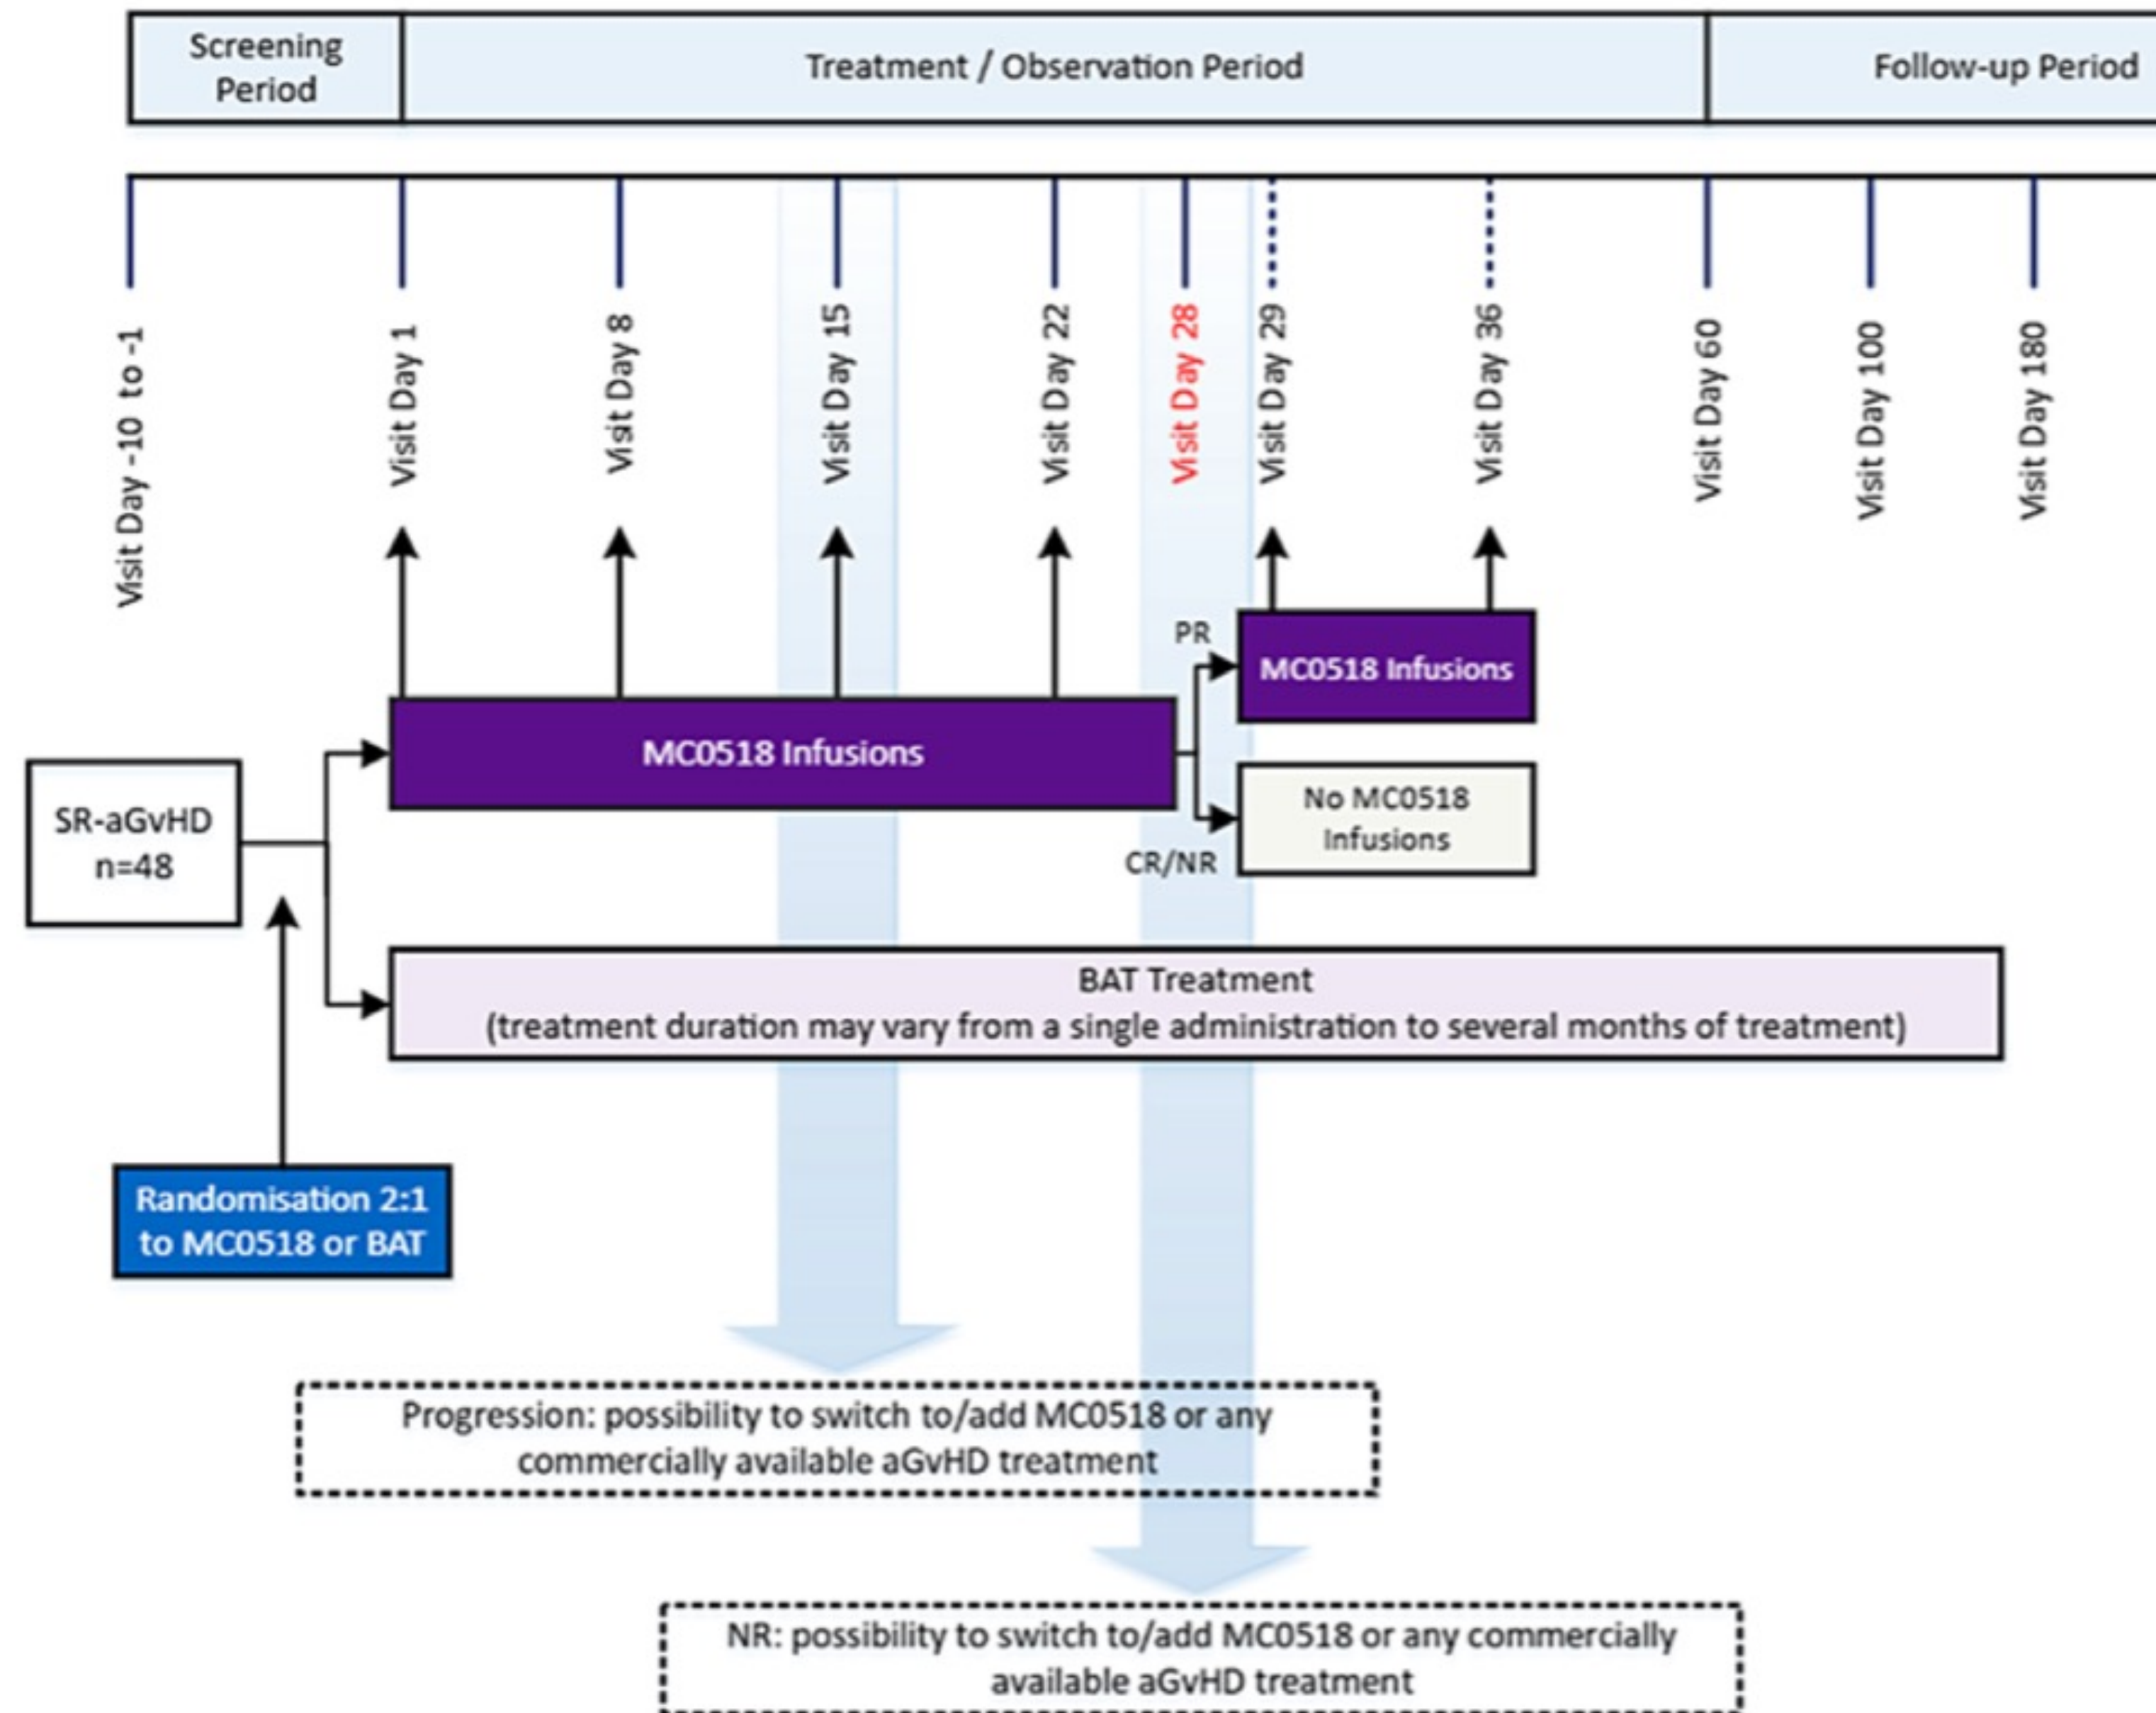 Screening
Period
Treatment / Observation Period
Follow-up Period
Visit Day -10 to -1
Visit Day 1
Visit Day 8
Visit Day 15
Visit Day 22
Visit Day 28
Visit Day 29
Visit Day 36
Visit Day 60
Visit Day 100
Visit Day 180
PR
MC0518 Infusions
MC0518 Infusions
No MC0518
Infusions
CR/NR
SR-aGvHD
n=48
BAT Treatment
(treatment duration may vary from a single administration to several months of treatment)
Randomisation 2:1
to MC0518 or BAT
Progression: possibility to switch to/add MC0518 or any
commercially available aGvHD treatment
NR: possibility to switch to/add MC0518 or any commercially
available aGvHD treatment